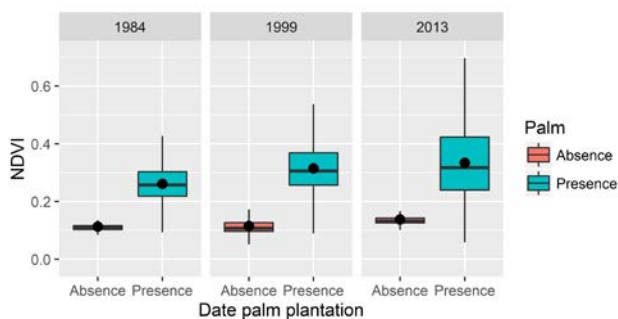 1984 1999 2013
NDVI
0.6
0.4
0.2
0.0
Absence Presence Absence Presence Absence Presence
Date palm plantation
Palm
Absence
Presence